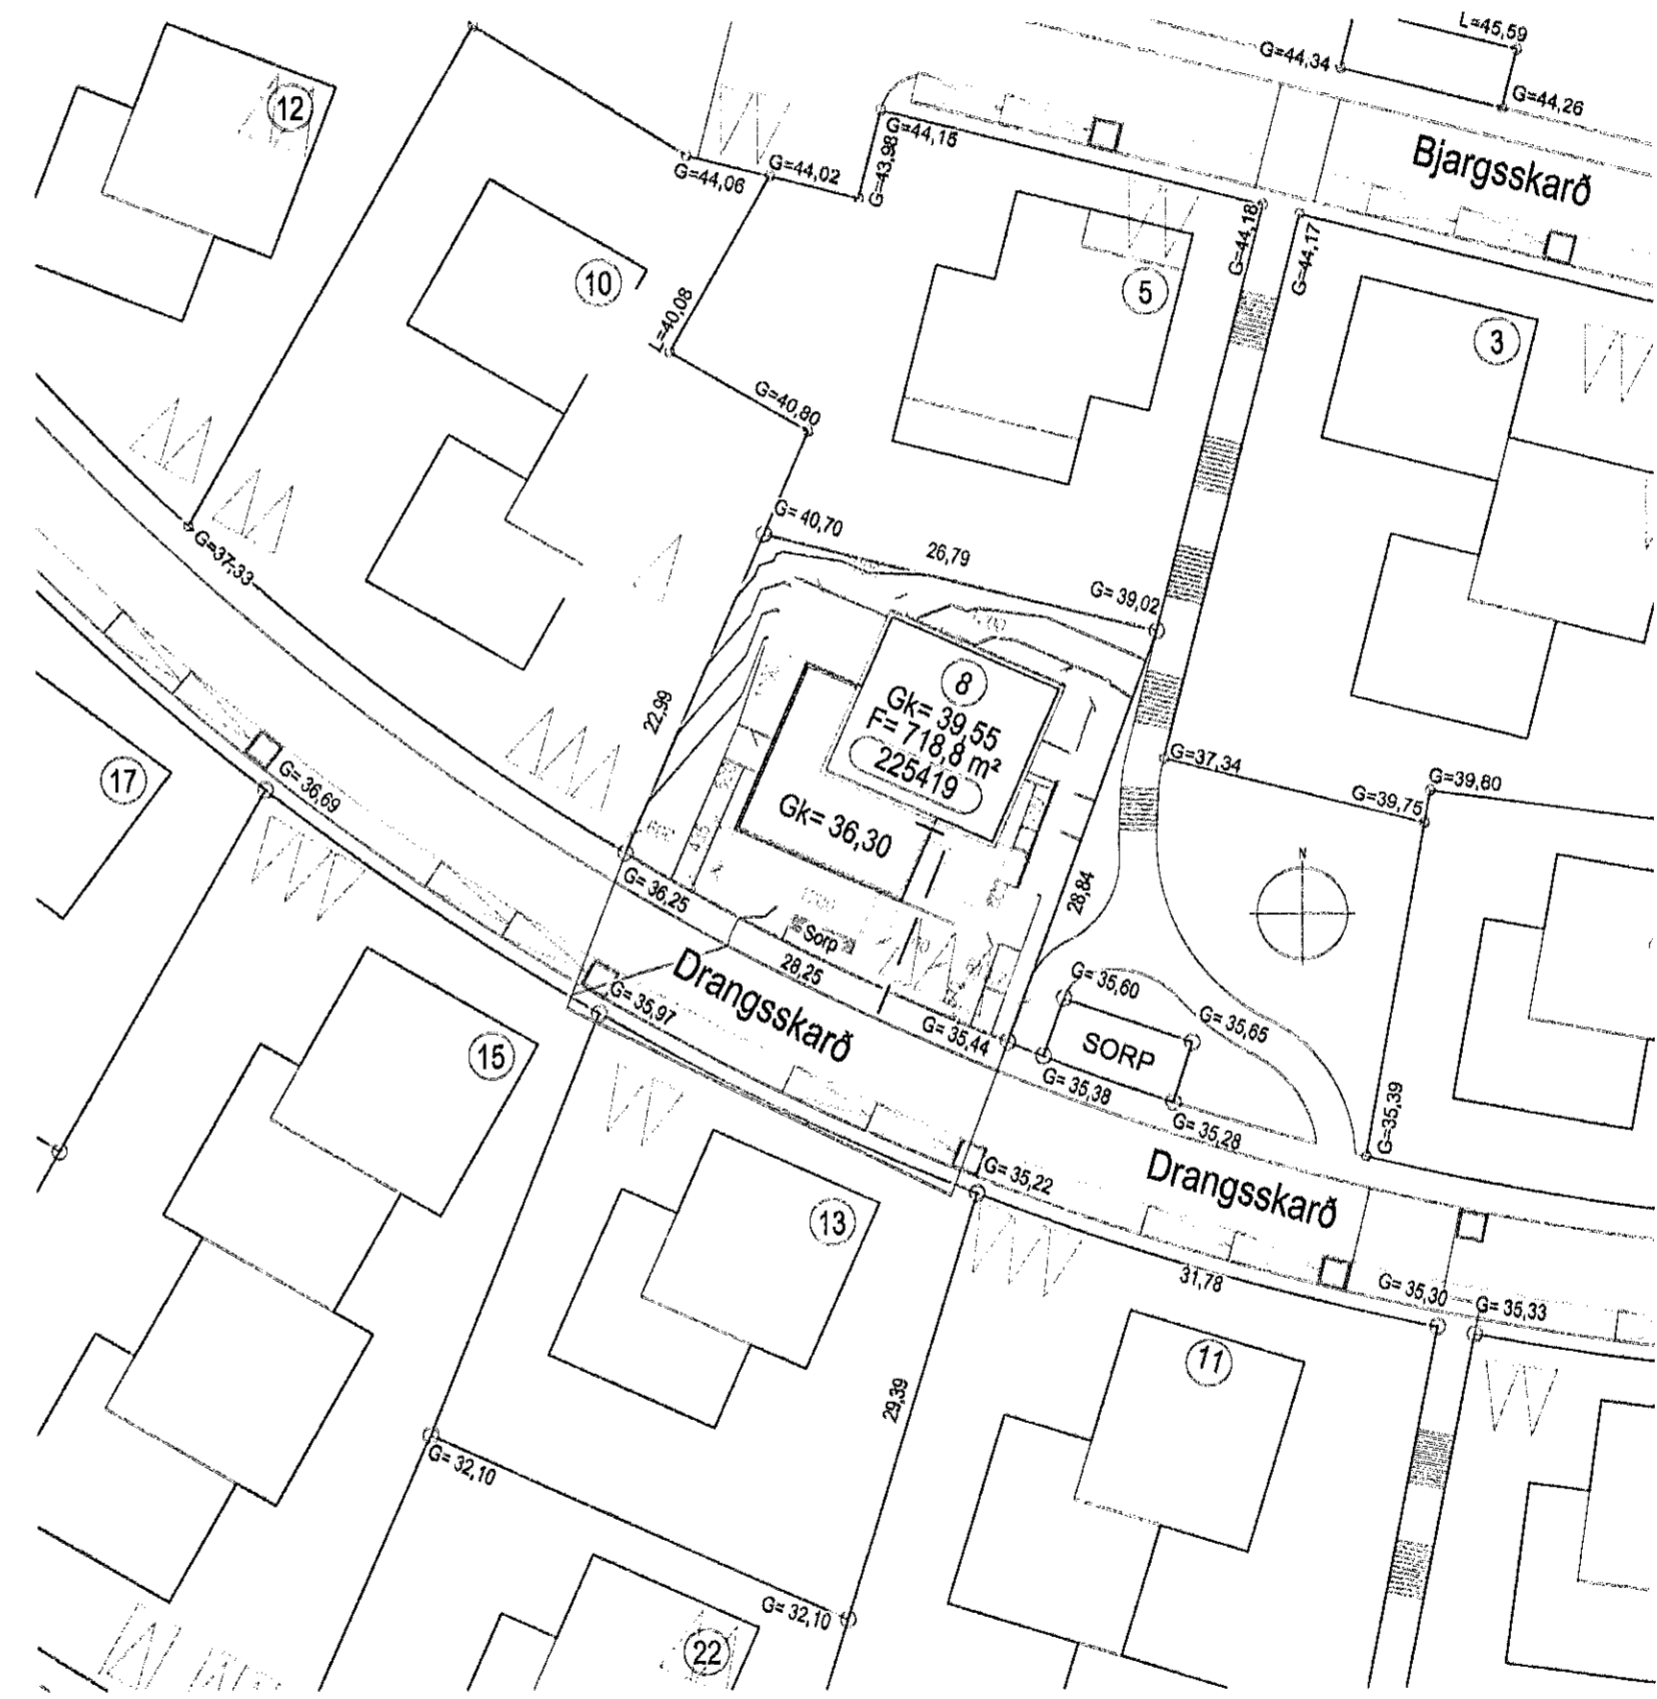 L=45,59
G=44,34
G=44,26
12
G=44,15
Bjargsskarð
G=44,02
G=44,06
G=43,98
G=44,18
G=44,17
10
5
L=40,08
3
G=40,80
G= 40,70
26,79
G=37,33
G= 39,02
8
22,99
Gk= 39,55
F= 718,8 m²
225419
G=37,34
17
G= 36,69
G=39,75
G=39,80
Gk= 36,30
N
G= 36,25
28,84
Sorp
28,25
Drangsskarð
G= 35,60
G= 35,97
G= 35,65
G= 35,44
SORP
15
G= 35,38
G=35,39
G= 35,28
G= 35,22
Drangsskarð
13
31,78
G= 35,30
G= 35,33
11
29,39
G= 32,10
G= 32,10
22